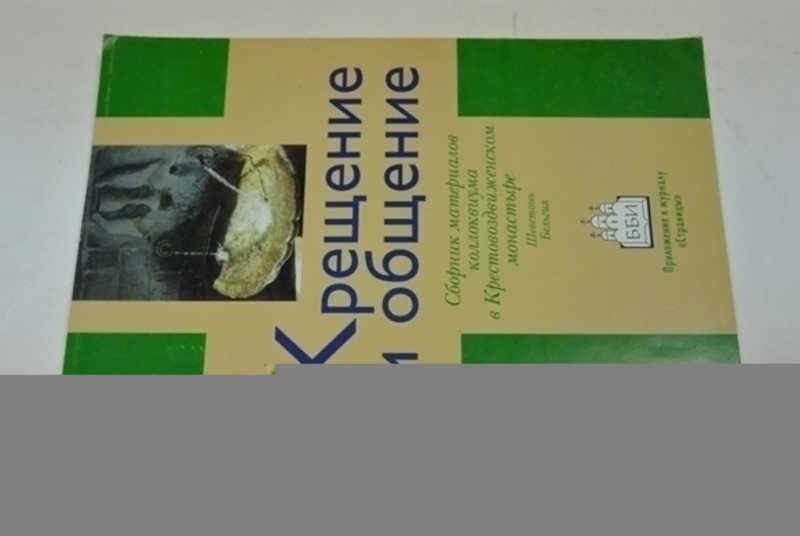 Крещение
и общение
Сборник материалов
коллоквиума
в Крестовоздвиженском
монастыре
Шеветонь
Бельгия
ББИ
Приложение к журналу
«Страницы»